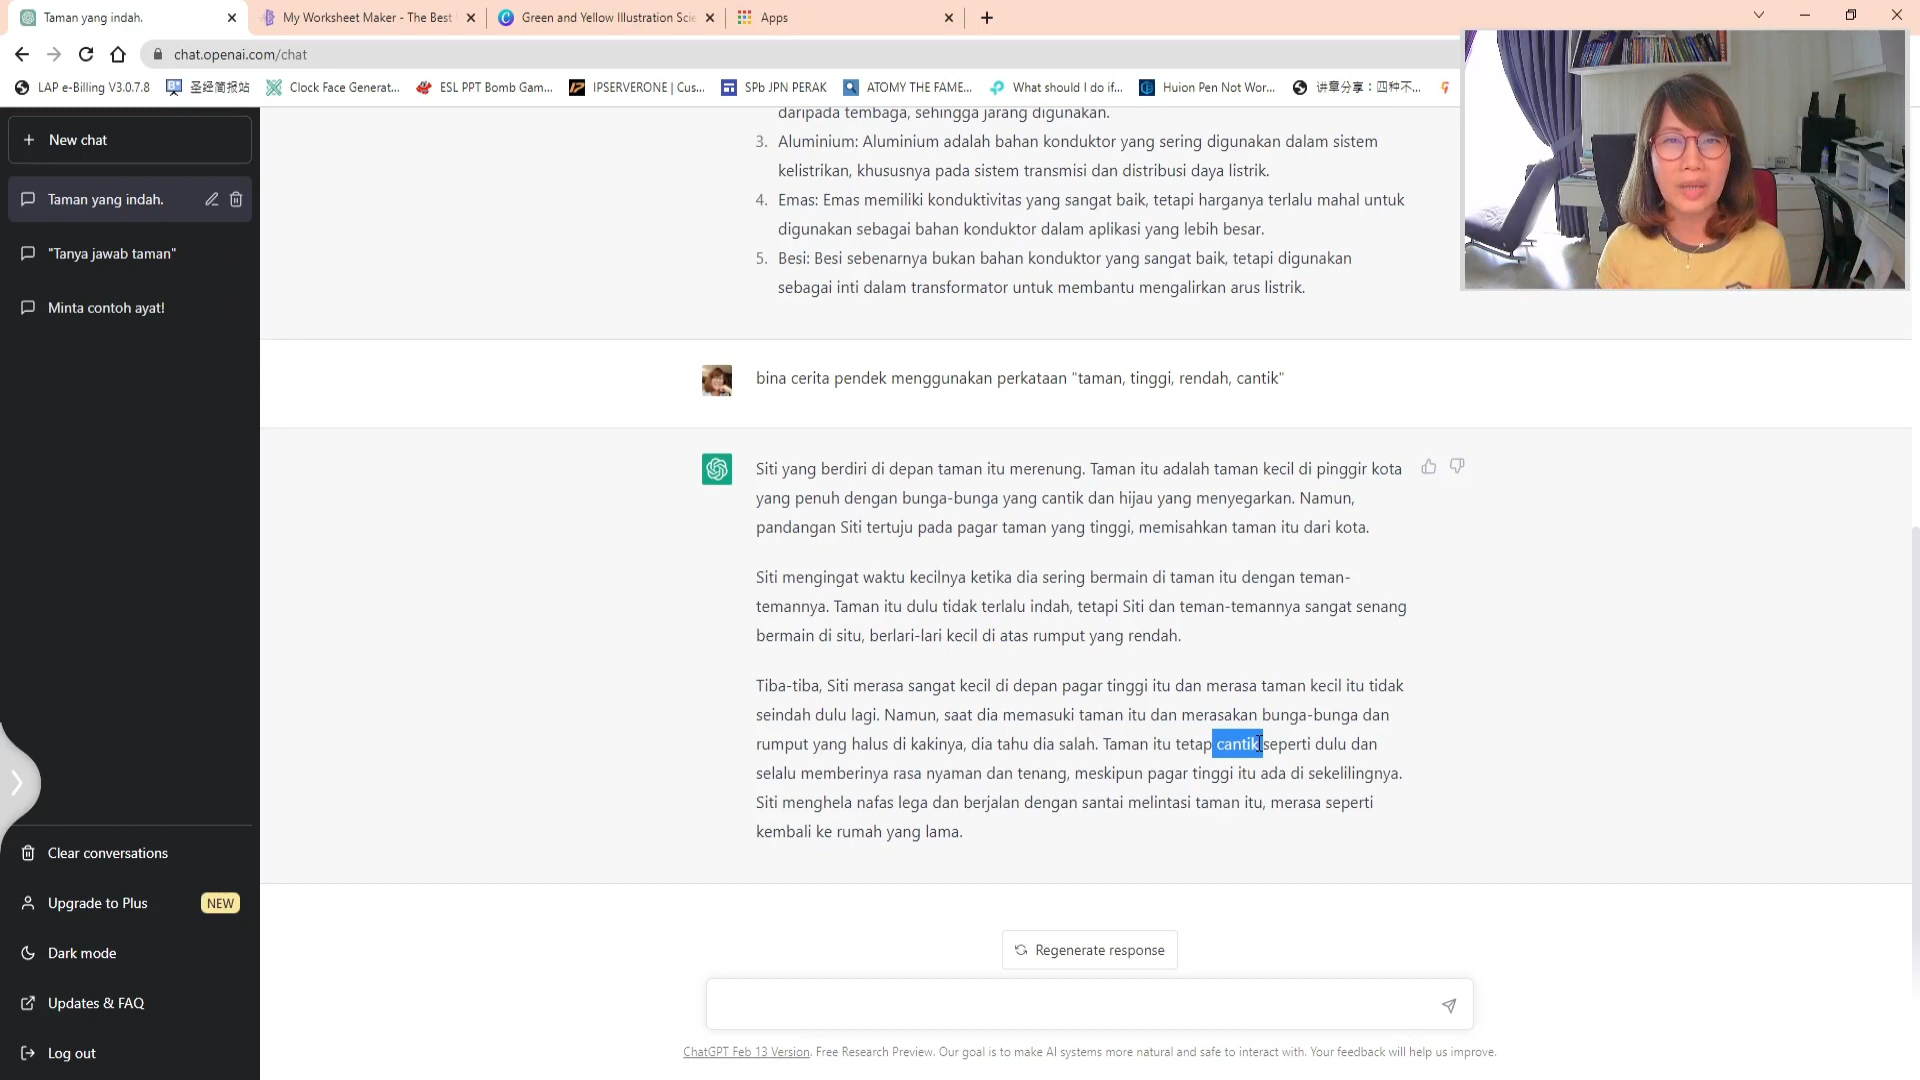 Taman yang indah.
My Worksheet Maker - The Best
Green and Yellow Illustration Scie
Apps
chat.openai.com/chat
LAP e-Billing V3.0.7.8
圣经简报站
Clock Face Generat...
ESL PPT Bomb Gam...
IPSERVERONE | Cus...
SPb JPN PERAK
ATOMY THE FAME...
What should I do if...
Huion Pen Not Wor...
讲章分享：四种不...
New chat
Taman yang indah.
"Tanya jawab taman"
Minta contoh ayat!
Clear conversations
Upgrade to Plus
NEW
Dark mode
Updates & FAQ
Log out
daripada tembaga, sehingga jarang digunakan.
3. Aluminium: Aluminium adalah bahan konduktor yang sering digunakan dalam sistem
kelistrikan, khususnya pada sistem transmisi dan distribusi daya listrik.
4. Emas: Emas memiliki konduktivitas yang sangat baik, tetapi harganya terlalu mahal untuk
digunakan sebagai bahan konduktor dalam aplikasi yang lebih besar.
5. Besi: Besi sebenarnya bukan bahan konduktor yang sangat baik, tetapi digunakan
sebagai inti dalam transformator untuk membantu mengalirkan arus listrik.
bina cerita pendek menggunakan perkataan "taman, tinggi, rendah, cantik"
Siti yang berdiri di depan taman itu merenung. Taman itu adalah taman kecil di pinggir kota
yang penuh dengan bunga-bunga yang cantik dan hijau yang menyegarkan. Namun,
pandangan Siti tertuju pada pagar taman yang tinggi, memisahkan taman itu dari kota.
Siti mengingat waktu kecilnya ketika dia sering bermain di taman itu dengan teman-
temannya. Taman itu dulu tidak terlalu indah, tetapi Siti dan teman-temannya sangat senang
bermain di situ, berlari-lari kecil di atas rumput yang rendah.
Tiba-tiba, Siti merasa sangat kecil di depan pagar tinggi itu dan merasa taman kecil itu tidak
seindah dulu lagi. Namun, saat dia memasuki taman itu dan merasakan bunga-bunga dan
rumput yang halus di kakinya, dia tahu dia salah. Taman itu tetap cantik seperti dulu dan
selalu memberinya rasa nyaman dan tenang, meskipun pagar tinggi itu ada di sekelilingnya.
Siti menghela nafas lega dan berjalan dengan santai melintasi taman itu, merasa seperti
kembali ke rumah yang lama.
Regenerate response
ChatGPT Feb 13 Version. Free Research Preview. Our goal is to make AI systems more natural and safe to interact with. Your feedback will help us improve.